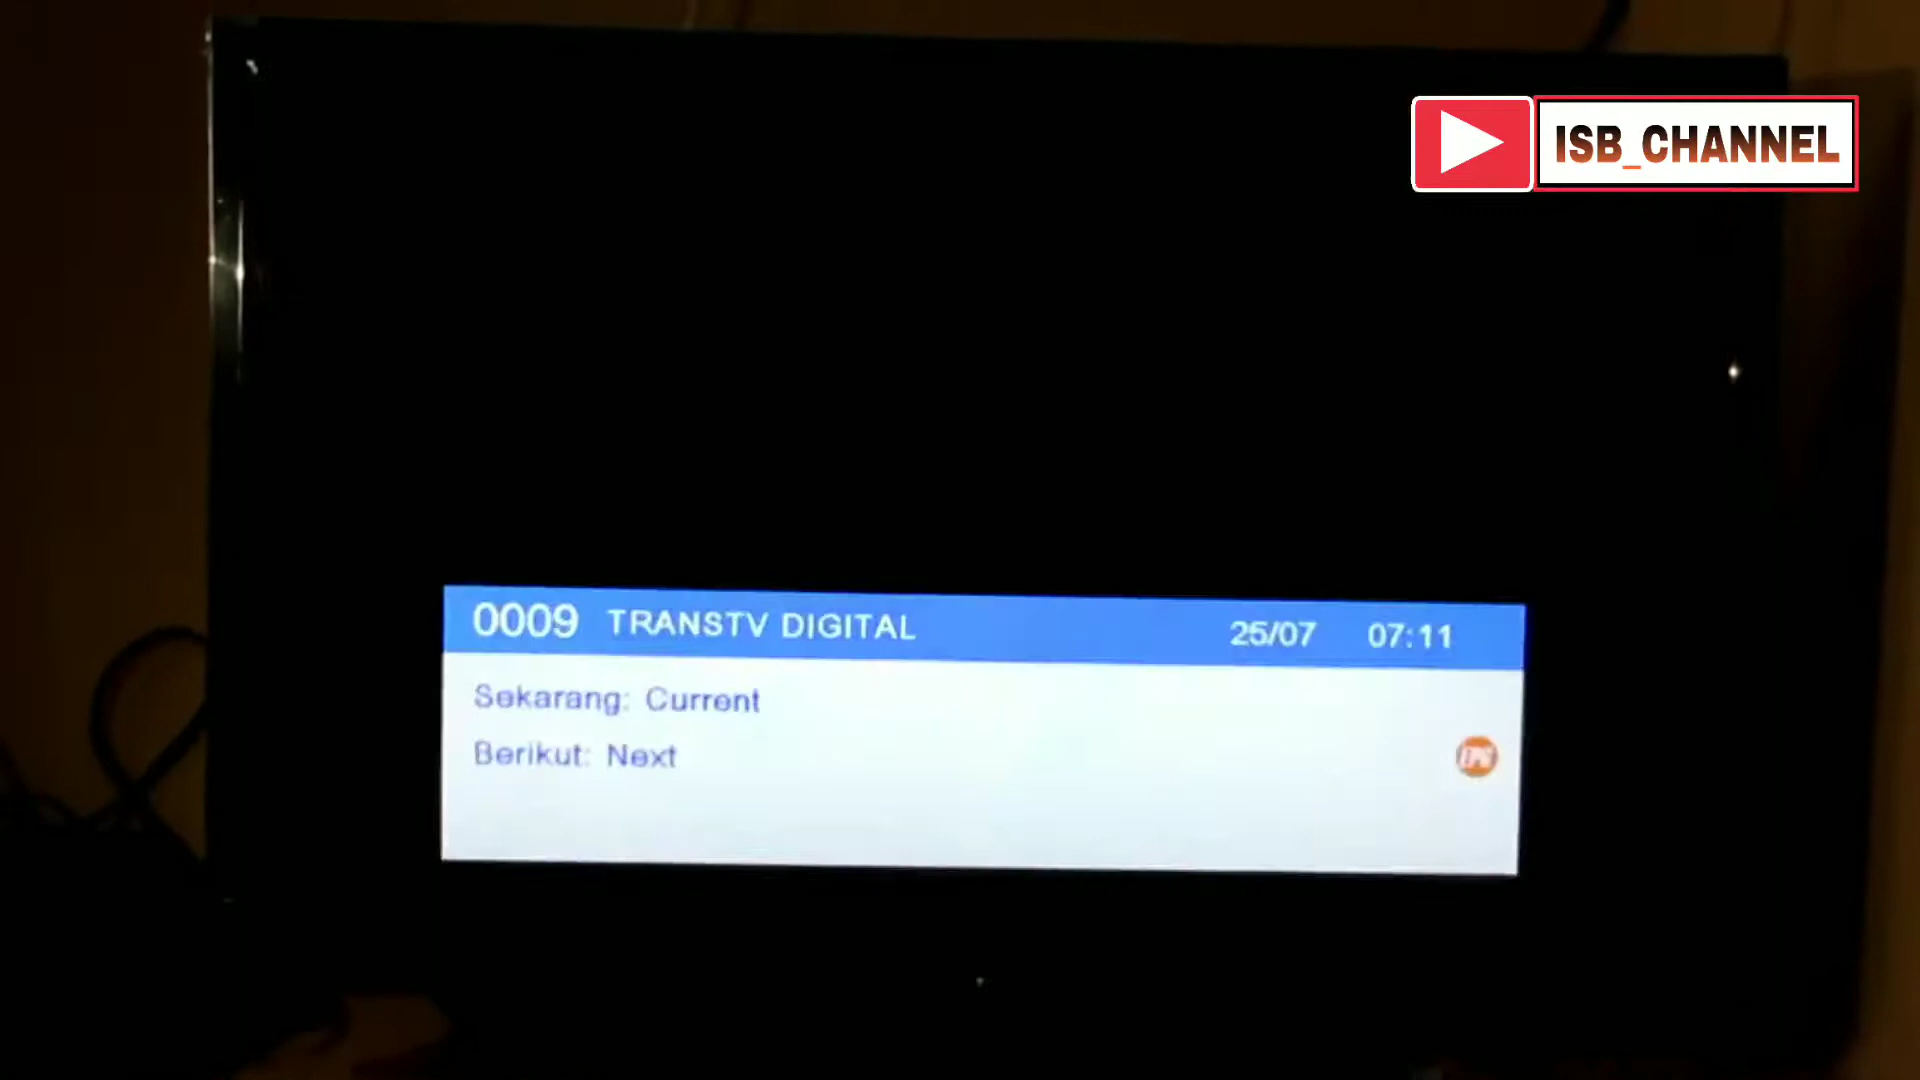 ISB_CHANNEL
0009 TRANSTV DIGITAL 25/07 07:11
Sekarang: Current
Berikut: Next